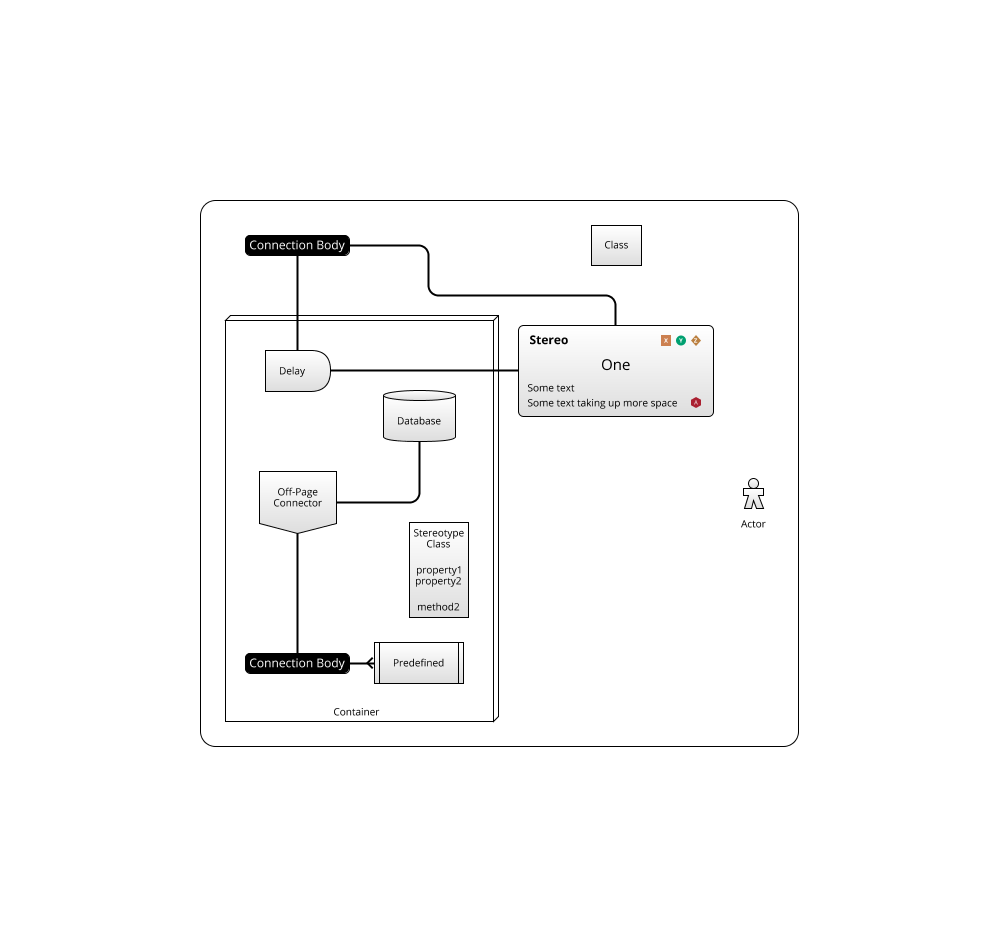 Connection Body
Class
Stereo
X Y Z
One
Delay
Some text
Some text taking up more space
A
Database
Off-Page
Connector
Actor
Stereotype
Class
property1
property2
method2
Connection Body
Predefined
Container